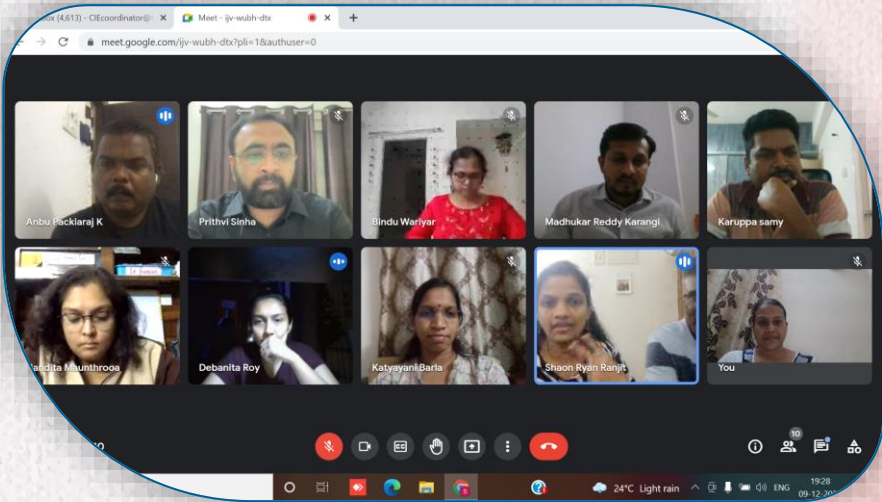 (4,613) - CIEcoordinator@
Meet - ijv-wubh-dtx
meet.google.com/ijv-wubh-dtx?pli=1&authuser=0
Anbu Packiaraj K
Prithvi Sinha
Bindu Wariyar
Madhukar Reddy Karangi
Karuppa samy
Maunthrooa
Debanita Roy
Katyayani Barla
Shaon Ryan Ranjit
You
10
24°C Light rain
ENG
19:28
09-12-20